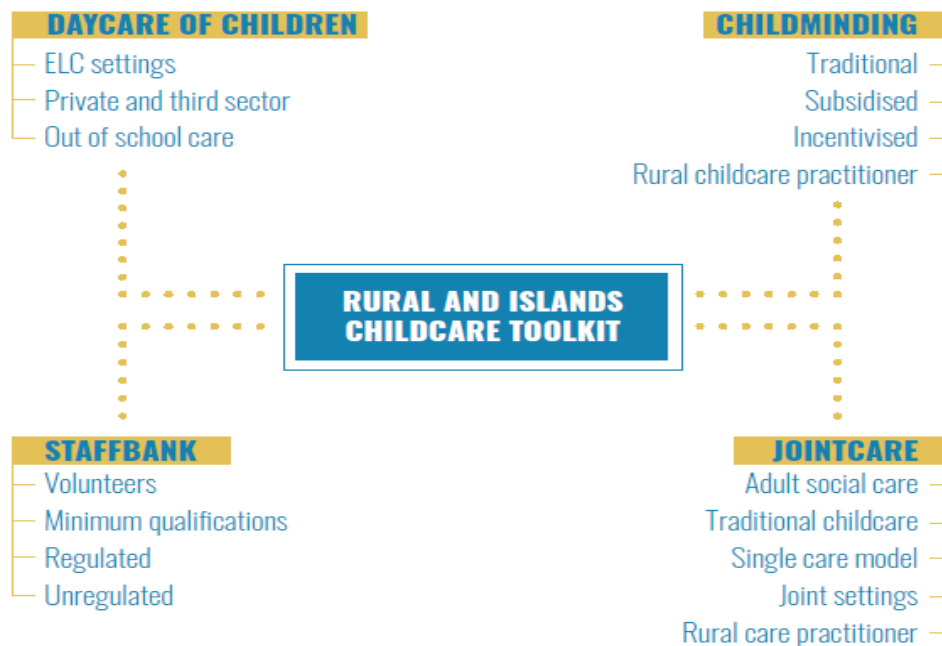 DAYCARE OF CHILDREN
ELC settings
Private and third sector
Out of school care
CHILDMINDING
Traditional
Subsidised
Incentivised
Rural childcare practitioner
RURAL AND ISLANDS
CHILDCARE TOOLKIT
STAFFBANK
Volunteers
Minimum qualifications
Regulated
Unregulated
JOINTCARE
Adult social care
Traditional childcare
Single care model
Joint settings
Rural care practitioner